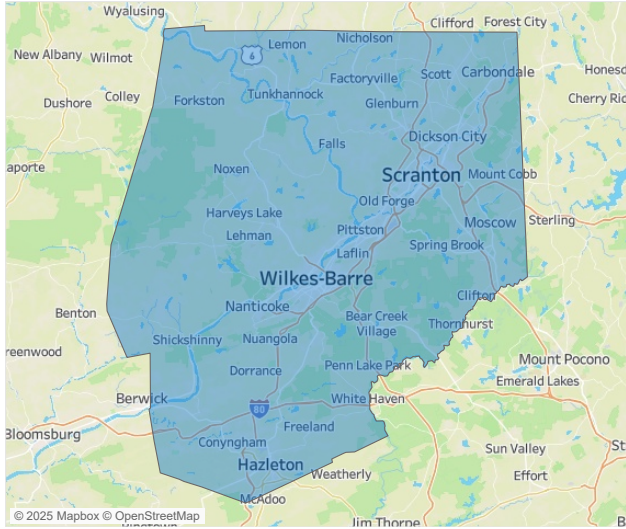 Wyalusing
Clifford
Forest City
Nicholson
Lemon
New Albany
Wilmot
6
Factoryville
Scott
Carbondale
Honesd
Tunkhannock
Colley
Forkston
Glenburn
Cherry Rid
Dushore
Dickson City
Falls
aporte
Noxen
Scranton
Mount Cobb
Old Forge
Harveys Lake
Moscow
Sterling
Lehman
Pittston
Spring Brook
Laflin
Wilkes-Barre
Clifton
Nanticoke
Benton
Bear Creek
Village
Thornhurst
Shickshinny
Nuangola
reenwood
Mount Pocono
Penn Lake Park
Dorrance
Emerald Lakes
Berwick
White Haven
80
Freeland
Bloomsburg
Conyngham
Sun Valley
St
Hazleton
Weatherly
Effort
McAdoo
© 2025 Mapbox © OpenStreetMap
Jim Thorpe
B